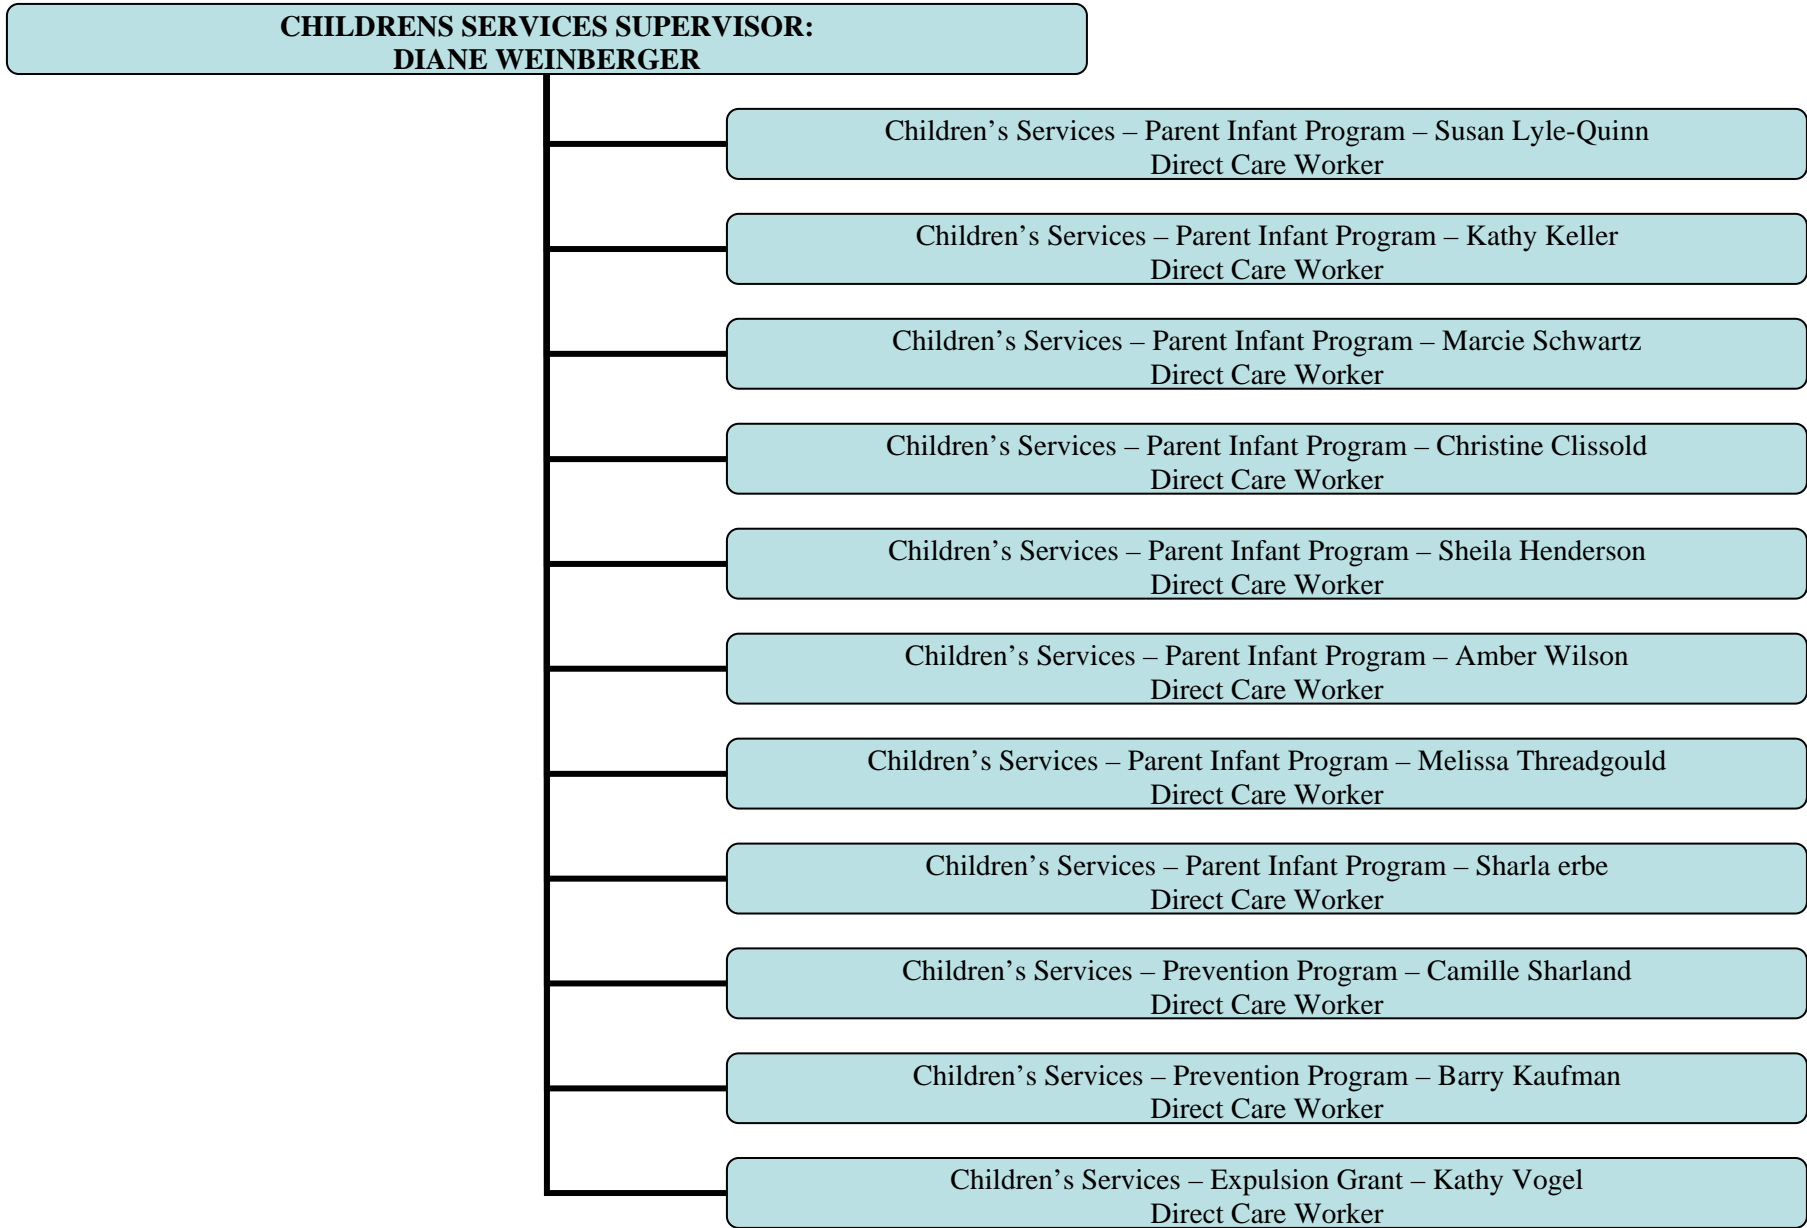 CHILDRENS SERVICES SUPERVISOR:
DIANE WEINBERGER
Children’s Services – Parent Infant Program – Susan Lyle-Quinn
Direct Care Worker
Children’s Services – Parent Infant Program – Kathy Keller
Direct Care Worker
Children’s Services – Parent Infant Program – Marcie Schwartz
Direct Care Worker
Children’s Services – Parent Infant Program – Christine Clissold
Direct Care Worker
Children’s Services – Parent Infant Program – Sheila Henderson
Direct Care Worker
Children’s Services – Parent Infant Program – Amber Wilson
Direct Care Worker
Children’s Services – Parent Infant Program – Melissa Threadgould
Direct Care Worker
Children’s Services – Parent Infant Program – Sharla erbe
Direct Care Worker
Children’s Services – Prevention Program – Camille Sharland
Direct Care Worker
Children’s Services – Prevention Program – Barry Kaufman
Direct Care Worker
Children’s Services – Expulsion Grant – Kathy Vogel
Direct Care Worker